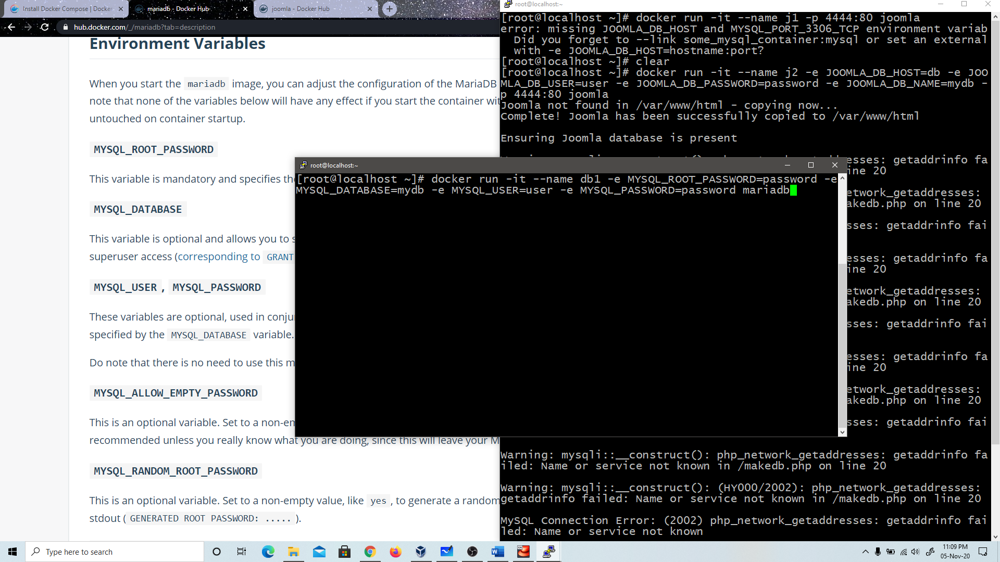 Install Docker Compose | Docker
mariadb - Docker Hub
joomla - Docker Hub
hub.docker.com/_/mariadb?tab=description
Environment Variables
When you start the mariadb image, you can adjust the configuration of the MariaDB
note that none of the variables below will have any effect if you start the container wit
untouched on container startup.
MYSQL_ROOT_PASSWORD
This variable is mandatory and specifies the
MYSQL_DATABASE
This variable is optional and allows you to s
superuser access (corresponding to GRANT
MYSQL_USER , MYSQL_PASSWORD
These variables are optional, used in conju
specified by the MYSQL_DATABASE variable.
Do note that there is no need to use this m
MYSQL_ALLOW_EMPTY_PASSWORD
This is an optional variable. Set to a non-em
recommended unless you really know what you are doing, since this will leave your M
MYSQL_RANDOM_ROOT_PASSWORD
This is an optional variable. Set to a non-empty value, like yes , to generate a random
stdout ( GENERATED ROOT PASSWORD: ..... ).
root@localhost:~
[root@localhost ~]# docker run -it --name j1 -p 4444:80 joomla
error: missing JOOMLA_DB_HOST and MYSQL_PORT_3306_TCP environment variab
Did you forget to --link some_mysql_container:mysql or set an external
with -e JOOMLA_DB_HOST=hostname:port?
[root@localhost ~]# clear
[root@localhost ~]# docker run -it --name j2 -e JOOMLA_DB_HOST=db -e JOO
MLA_DB_USER=user -e JOOMLA_DB_PASSWORD=password -e JOOMLA_DB_NAME=mydb -
p 4444:80 joomla
Joomla not found in /var/www/html - copying now...
Complete! Joomla has been successfully copied to /var/www/html
Ensuring Joomla database is present
esses: getaddrinfo fa
ine 20
etwork_getaddresses:
akedb.php on line 20
sses: getaddrinfo fai
esses: getaddrinfo fa
ine 20
etwork_getaddresses:
akedb.php on line 20
sses: getaddrinfo fai
esses: getaddrinfo fa
ine 20
etwork_getaddresses:
akedb.php on line 20
sses: getaddrinfo fai
Warning: mysqli::__construct(): php_network_getaddresses: getaddrinfo fa
iled: Name or service not known in /makedb.php on line 20
Warning: mysqli::__construct(): (HY000/2002): php_network_getaddresses:
getaddrinfo failed: Name or service not known in /makedb.php on line 20
MySQL Connection Error: (2002) php_network_getaddresses: getaddrinfo fai
led: Name or service not known
root@localhost:~
[root@localhost ~]# docker run -it --name db1 -e MYSQL_ROOT_PASSWORD=password -e
MYSQL_DATABASE=mydb -e MYSQL_USER=user -e MYSQL_PASSWORD=password mariadb
Type here to search
11:09 PM
05-Nov-20